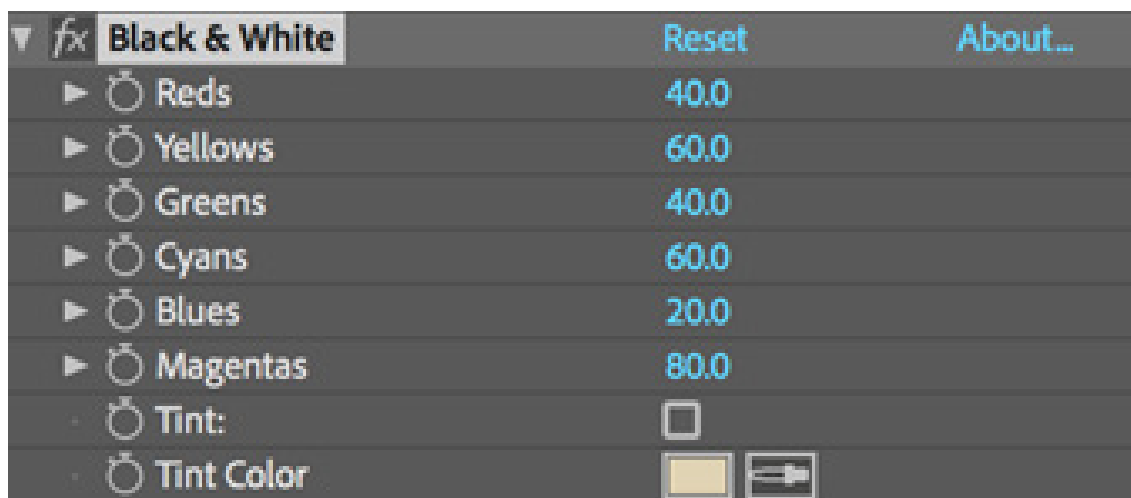 fx Black & White Reset About...
Reds 40.0
Yellows 60.0
Greens 40.0
Cyans 60.0
Blues 20.0
Magentas 80.0
Tint:
Tint Color